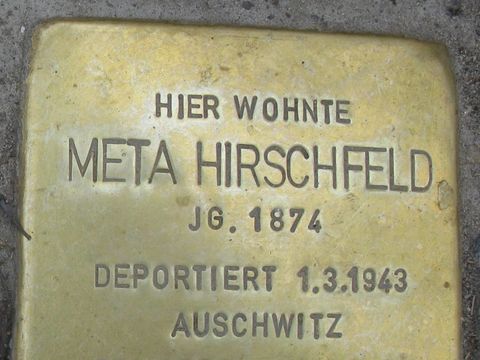 HIER WOHNTE
META HIRSCHFELD
JG. 1874
DEPORTIERT 1.3.1943
AUSCHWITZ